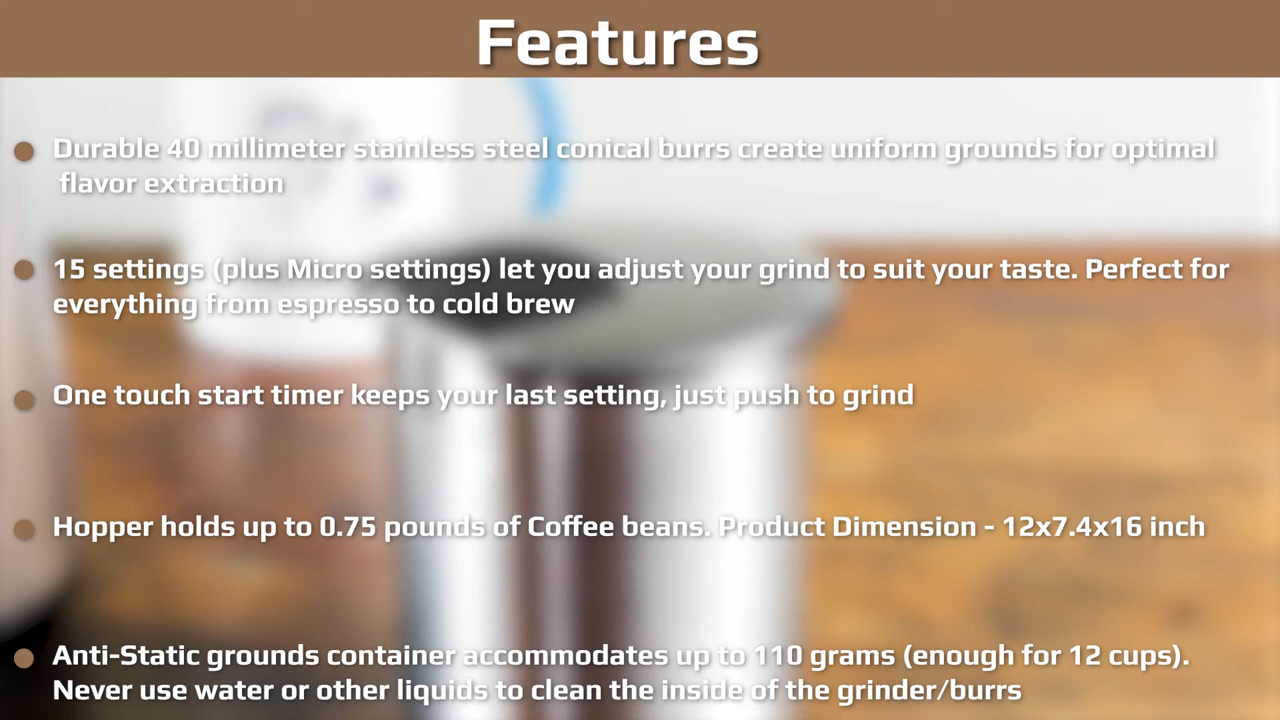 Features
Durable 40 millimeter stainless steel conical burrs create uniform grounds for optimal
flavor extraction
15 settings (plus Micro settings) let you adjust your grind to suit your taste. Perfect for
everything from espresso to cold brew
One touch start timer keeps your last setting, just push to grind
Hopper holds up to 0.75 pounds of Coffee beans. Product Dimension - 12x7.4x16 inch
Anti-Static grounds container accommodates up to 110 grams (enough for 12 cups).
Never use water or other liquids to clean the inside of the grinder/burrs